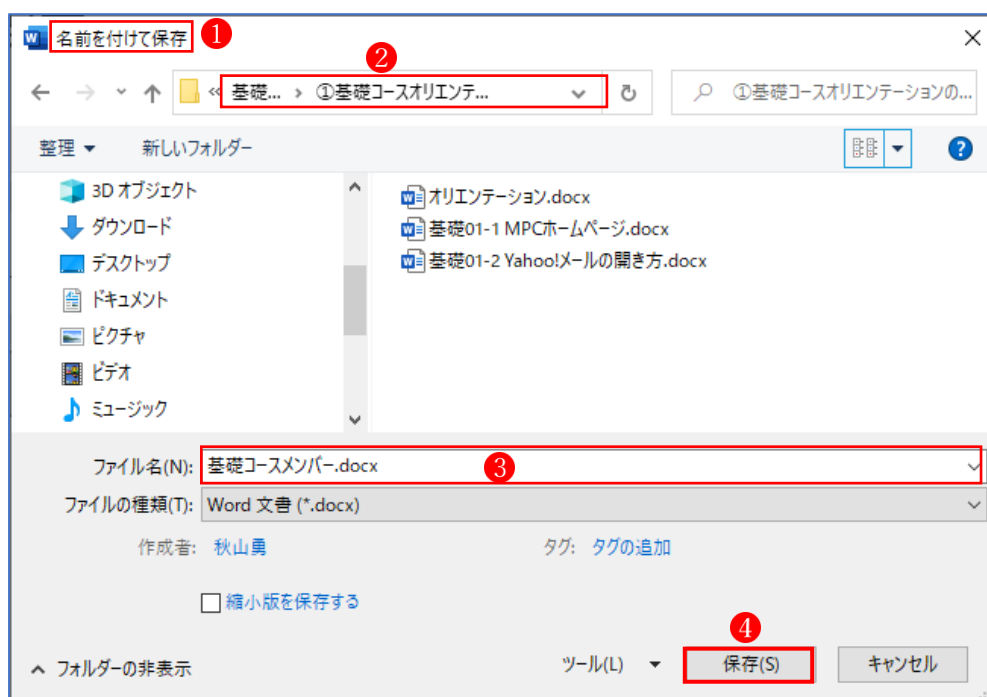 名前を付けて保存 1
2
« 基礎... › ①基礎コースオリエンテ... ①基礎コースオリエンテーションの...
整理 新しいフォルダー ?
3D オブジェクト
ダウンロード
デスクトップ
ドキュメント
ピクチャ
ビデオ
ミュージック
オリエンテーション.docx
基礎01-1 MPCホームページ.docx
基礎01-2 Yahoo!メールの開き方.docx
ファイル名(N): 基礎コースメンバー.docx 3
ファイルの種類(T): Word 文書 (*.docx)
作成者: 秋山勇 タグ: タグの追加
縮小版を保存する
4
フォルダーの非表示 ツール(L) 保存(S) キャンセル